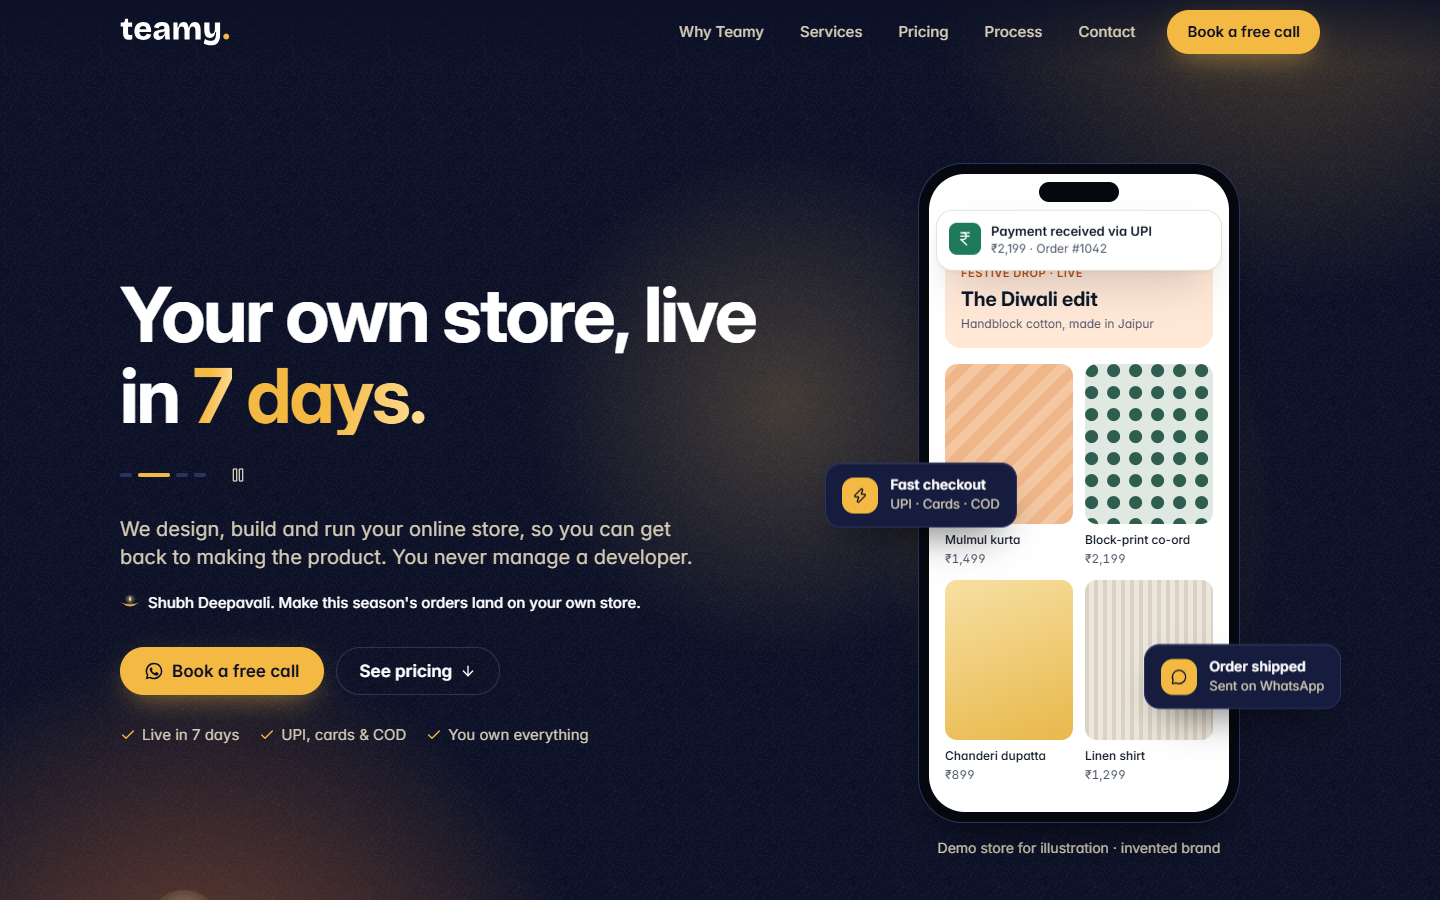 teamy.
Why Teamy
Services
Pricing
Process
Contact
Book a free call
Your own store, live
in 7 days.
We design, build and run your online store, so you can get
back to making the product. You never manage a developer.
Shubh Deepavali. Make this season's orders land on your own store.
Book a free call
See pricing ↓
Live in 7 days
UPI, cards & COD
You own everything
₹
Payment received via UPI
₹2,199 · Order #1042
FESTIVE DROP · LIVE
The Diwali edit
Handblock cotton, made in Jaipur
Fast checkout
UPI · Cards · COD
Mulmul kurta
₹1,499
Block-print co-ord
₹2,199
Order shipped
Sent on WhatsApp
Chanderi dupatta
₹899
Linen shirt
₹1,299
Demo store for illustration · invented brand